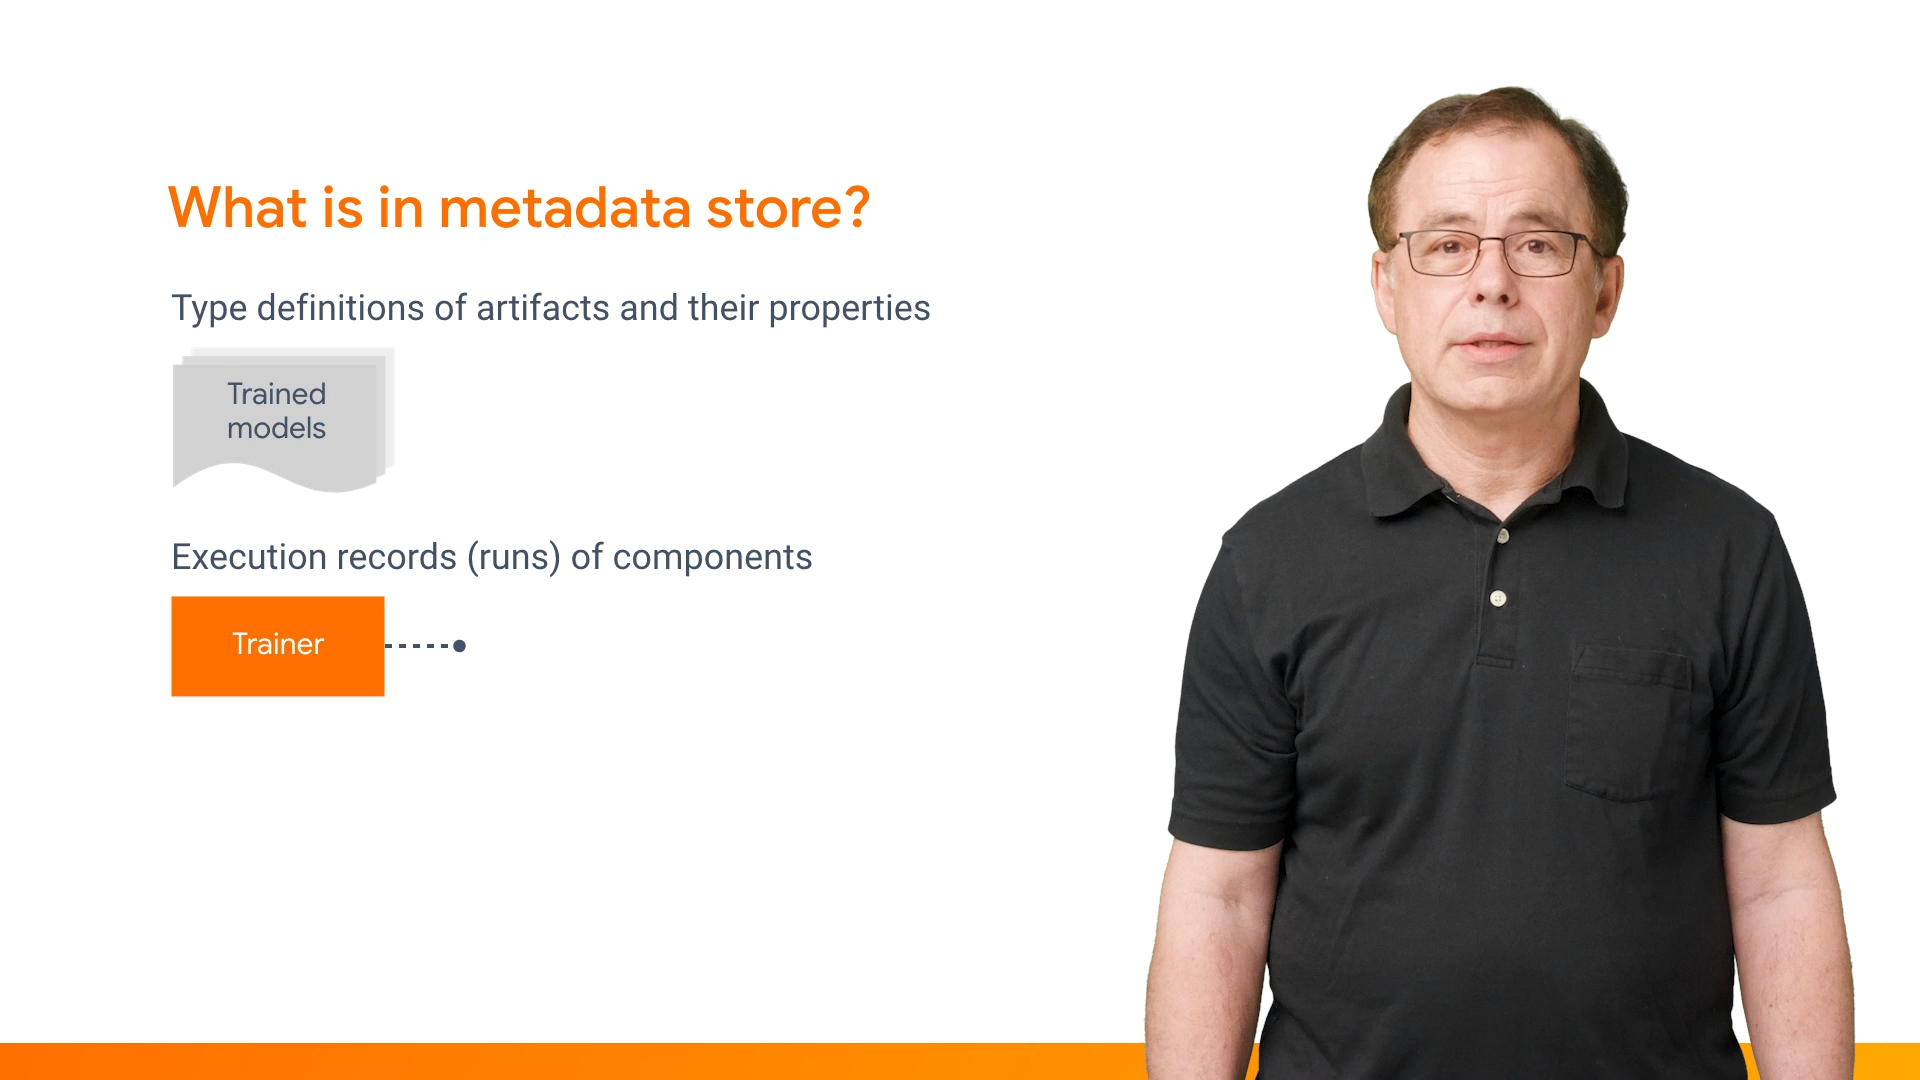 What is in metadata store?
Type definitions of artifacts and their properties
Trained
models
Execution records (runs) of components
Trainer